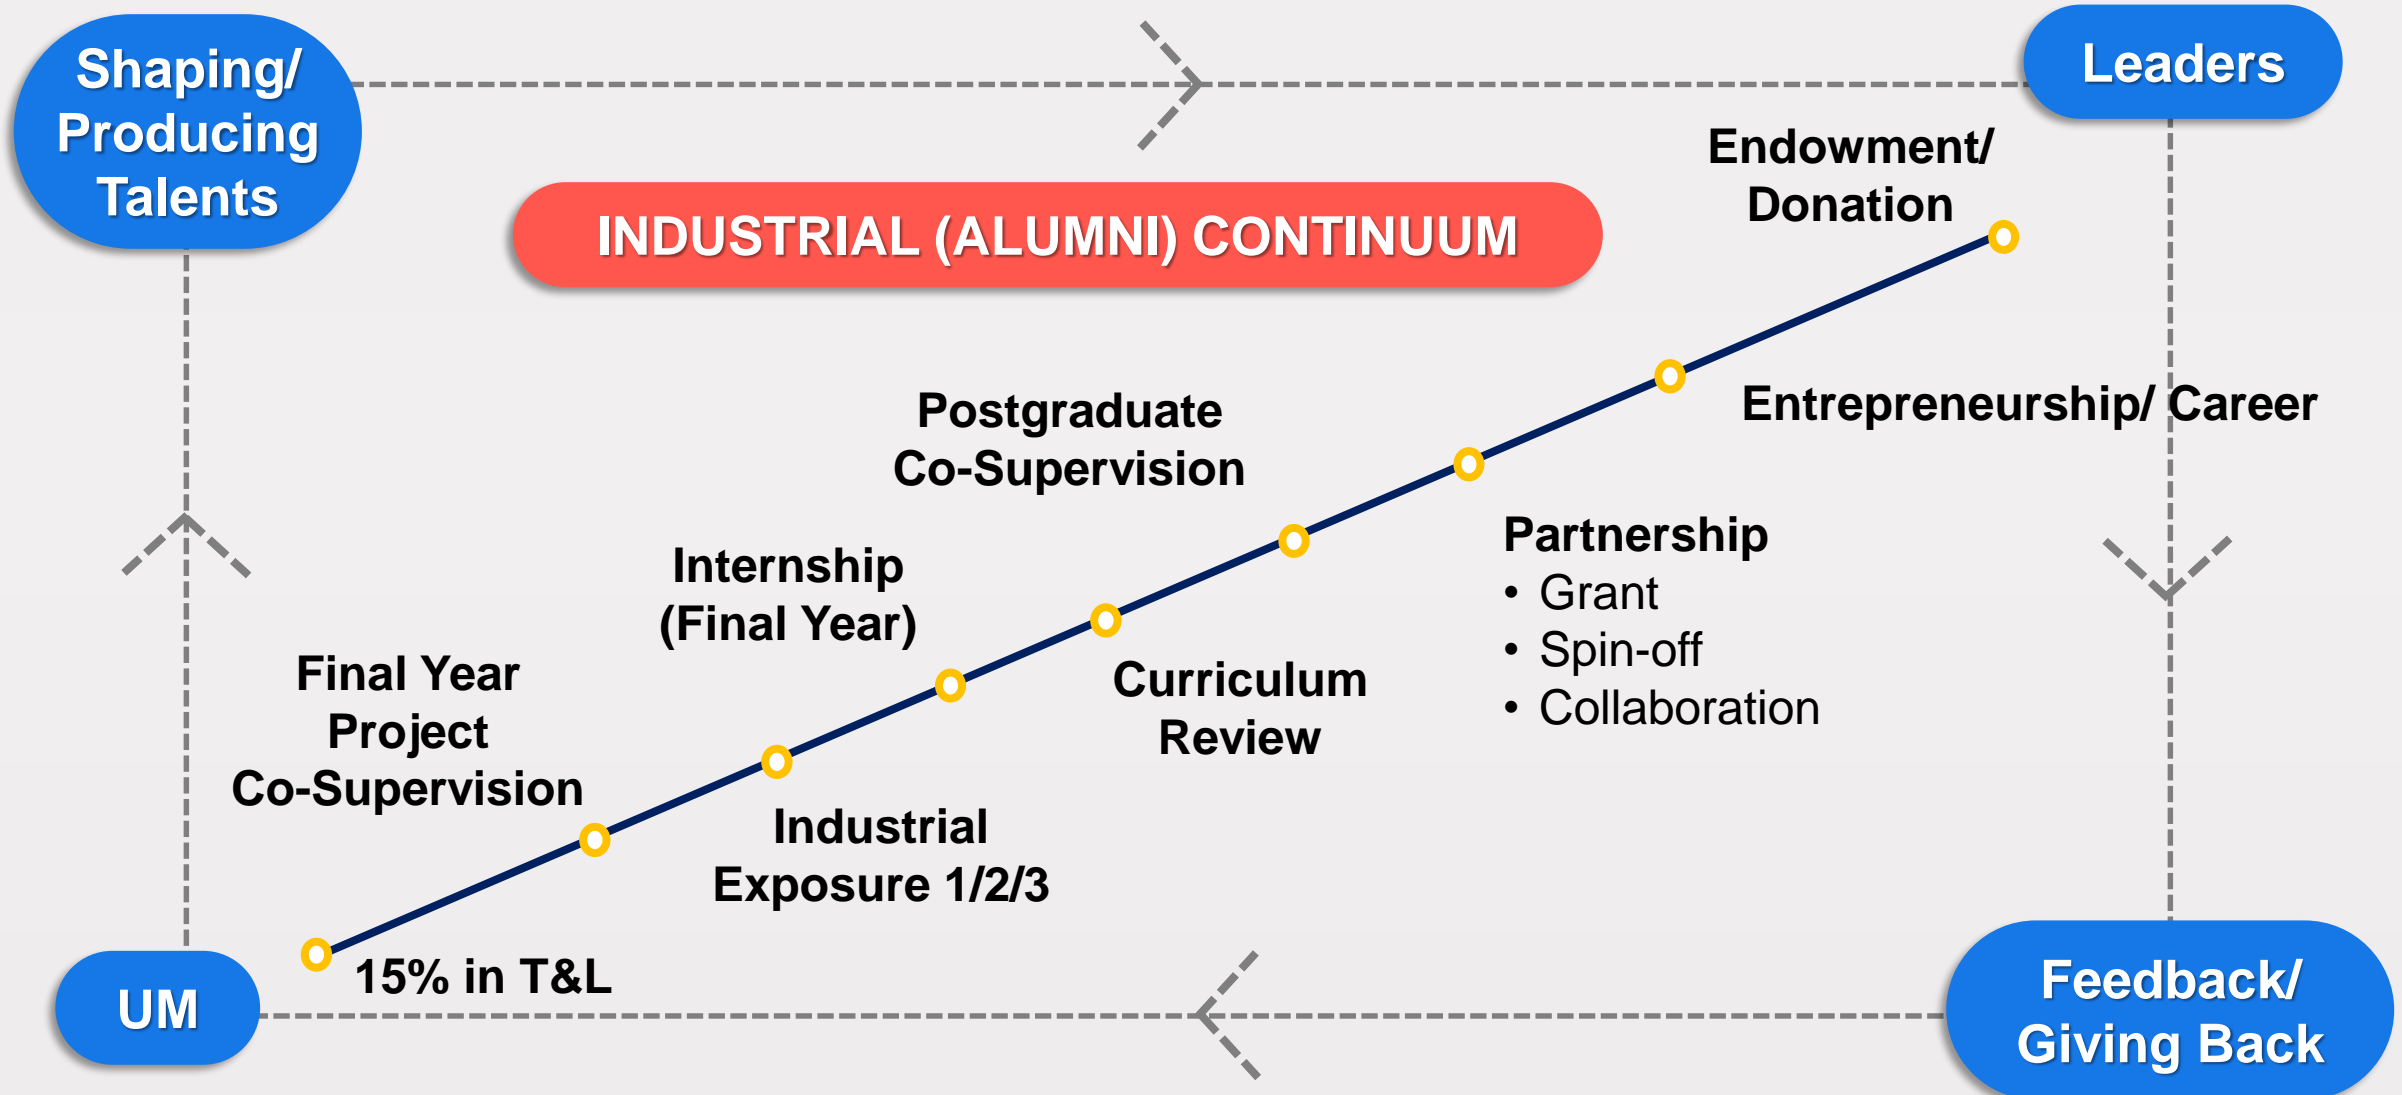 Shaping/
Producing
Talents
Leaders
INDUSTRIAL (ALUMNI) CONTINUUM
Endowment/
Donation
Entrepreneurship/ Career
Postgraduate
Co-Supervision
Partnership
• Grant
• Spin-off
• Collaboration
Internship
(Final Year)
Curriculum
Review
Final Year
Project
Co-Supervision
Industrial
Exposure 1/2/3
15% in T&L
UM
Feedback/
Giving Back